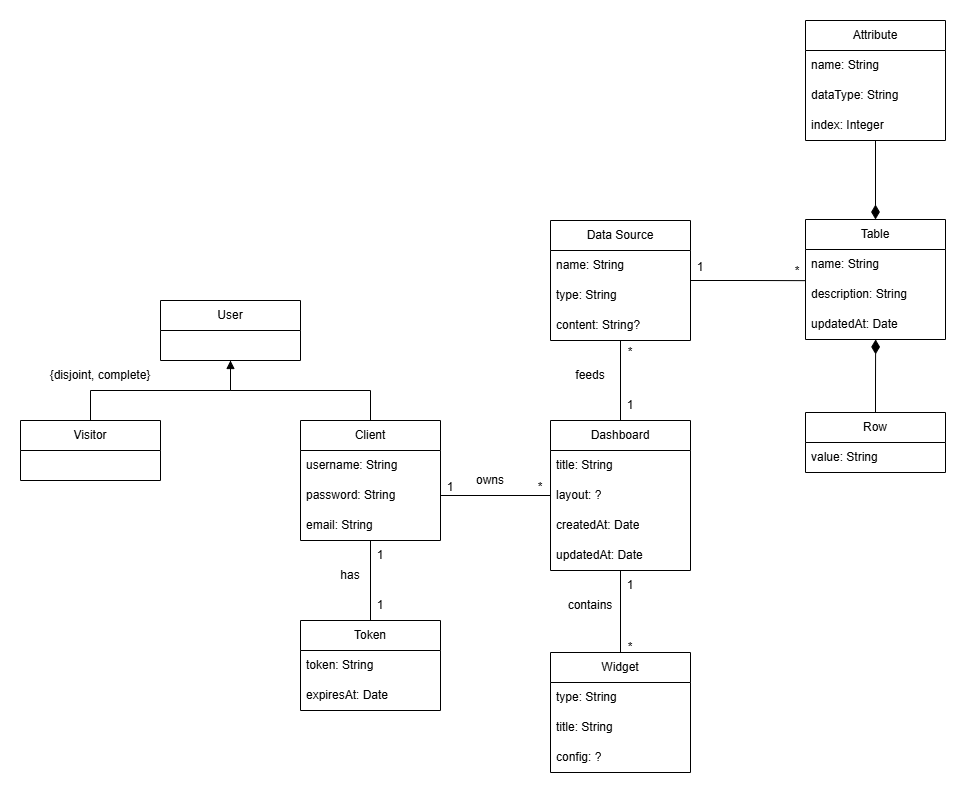 Attribute
name: String
dataType: String
index: Integer
Data Source
name: String
type: String
content: String?
1
*
Table
name: String
description: String
updatedAt: Date
User
{disjoint, complete}
*
feeds
1
Visitor
Client
username: String
password: String
email: String
1
owns
*
Dashboard
title: String
layout: ?
createdAt: Date
updatedAt: Date
Row
value: String
1
has
1
1
contains
*
Token
token: String
expiresAt: Date
Widget
type: String
title: String
config: ?